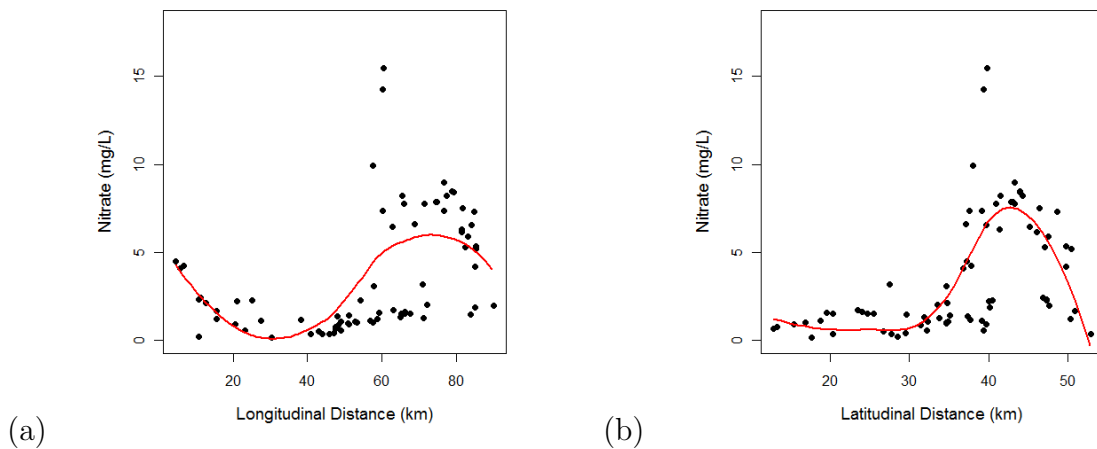 15
10
5
0
Nitrate (mg/L)
20 40 60 80
Longitudinal Distance (km)
(a)
15
10
5
0
Nitrate (mg/L)
20 30 40 50
Latitudinal Distance (km)
(b)